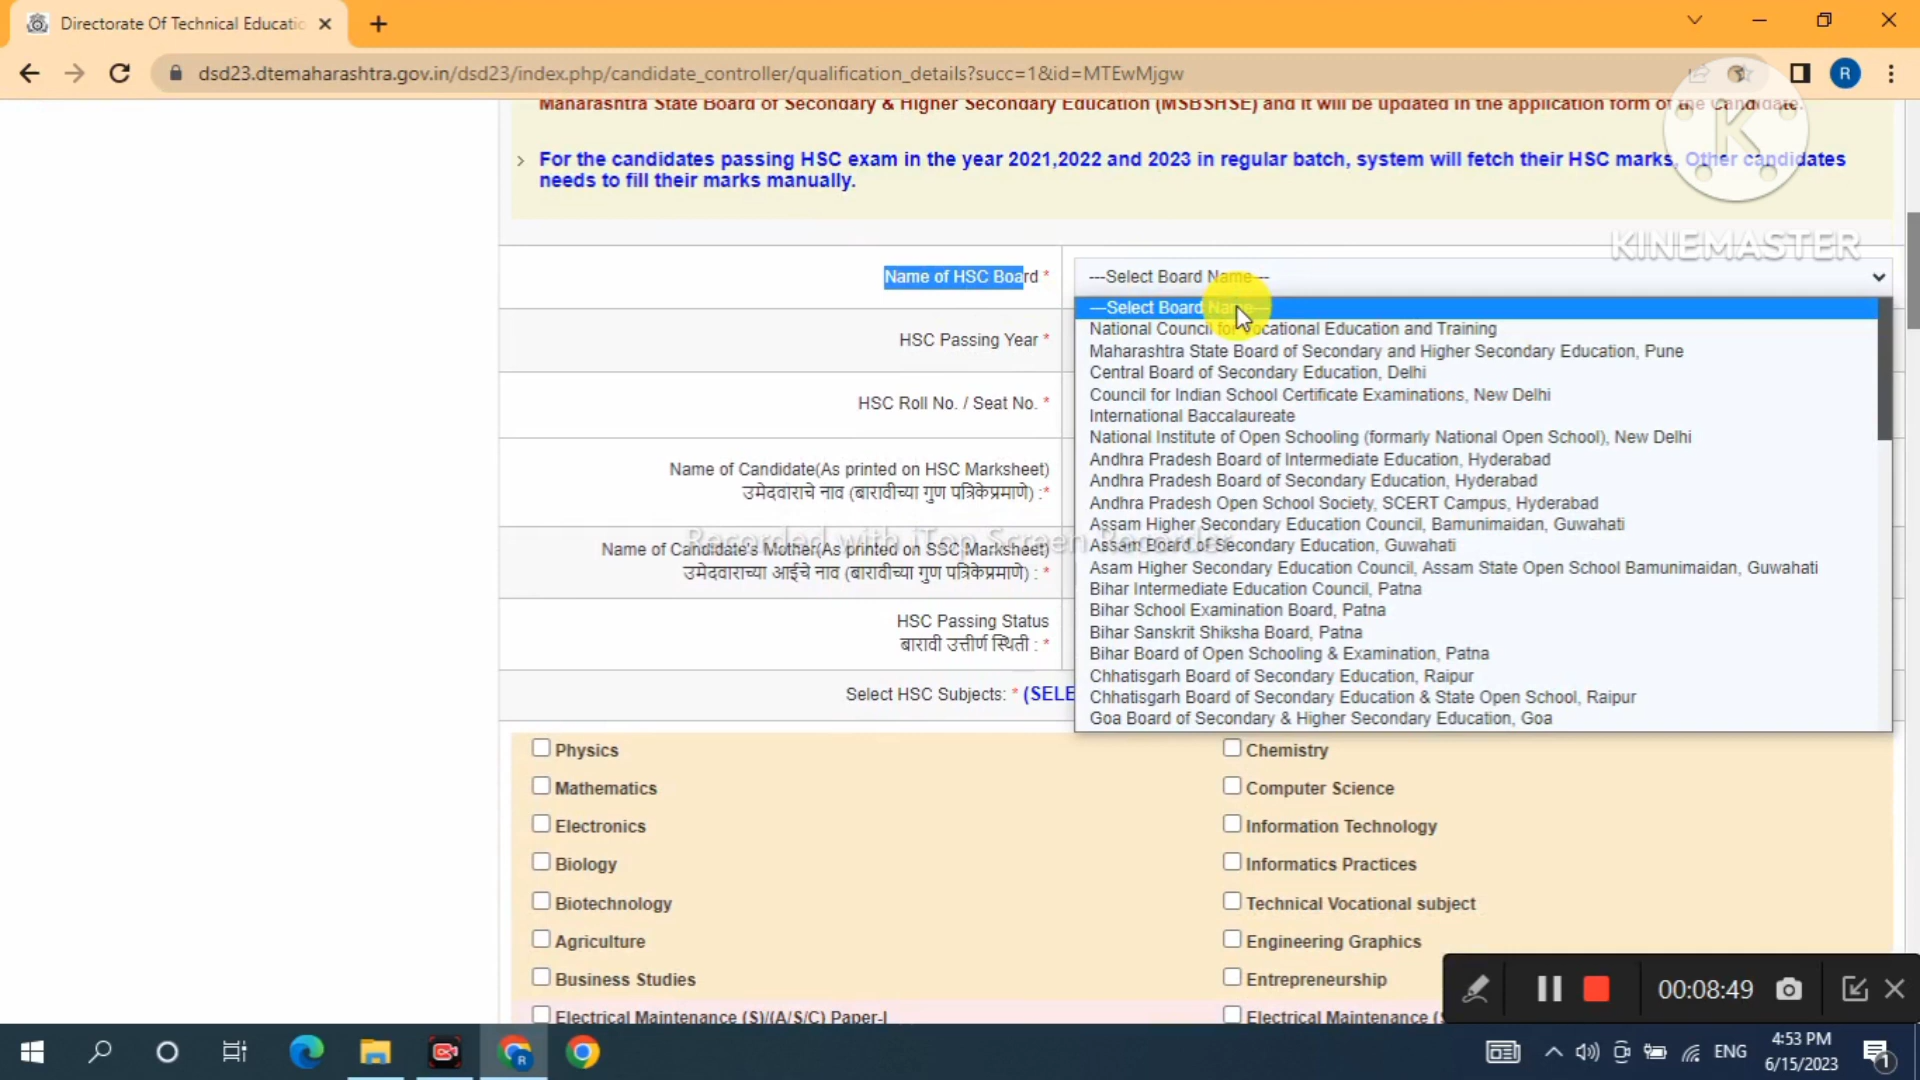 Directorate Of Technical Educatio
dsd23.dtemaharashtra.gov.in/dsd23/index.php/candidate_controller/qualification_details?succ=1&id=MTEwMjgw
R
Maharashtra State Board of Secondary & Higher Secondary Education (MSBSHSE) and it will be updated in the application form of the Candidate.
For the candidates passing HSC exam in the year 2021,2022 and 2023 in regular batch, system will fetch their HSC marks, Other candidates
needs to fill their marks manually.
K
KINEMASTER
Name of HSC Board *
---Select Board Name---
---Select Board Name---
National Council for Vocational Education and Training
HSC Passing Year *
Maharashtra State Board of Secondary and Higher Secondary Education, Pune
Central Board of Secondary Education, Delhi
HSC Roll No. / Seat No. *
Council for Indian School Certificate Examinations, New Delhi
International Baccalaureate
National Institute of Open Schooling (formarly National Open School), New Delhi
Name of Candidate(As printed on HSC Marksheet)
उमेदवाराचे नाव (बारावीच्या गुण पत्रिकेप्रमाणे) :*
Andhra Pradesh Board of Intermediate Education, Hyderabad
Andhra Pradesh Board of Secondary Education, Hyderabad
Andhra Pradesh Open School Society, SCERT Campus, Hyderabad
Assam Higher Secondary Education Council, Bamunimaidan, Guwahati
Recorded with iTop Screen Recorder
Name of Candidate's Mother(As printed on SSC Marksheet)
उमेदवाराच्या आईचे नाव (बारावीच्या गुण पत्रिकेप्रमाणे) : *
Assam Board of Secondary Education, Guwahati
Asam Higher Secondary Education Council, Assam State Open School Bamunimaidan, Guwahati
Bihar Intermediate Education Council, Patna
HSC Passing Status
बारावी उत्तीर्ण स्थिती : *
Bihar School Examination Board, Patna
Bihar Sanskrit Shiksha Board, Patna
Bihar Board of Open Schooling & Examination, Patna
Chhatisgarh Board of Secondary Education, Raipur
Select HSC Subjects: * (SELE
Chhatisgarh Board of Secondary Education & State Open School, Raipur
Goa Board of Secondary & Higher Secondary Education, Goa
Physics
Chemistry
Mathematics
Computer Science
Electronics
Information Technology
Biology
Informatics Practices
Biotechnology
Technical Vocational subject
Agriculture
Engineering Graphics
Business Studies
Entrepreneurship
Electrical Maintenance (S)/(A/S/C) Paper-I
Electrical Maintenance (
00:08:49
ENG
4:53 PM
6/15/2023
1